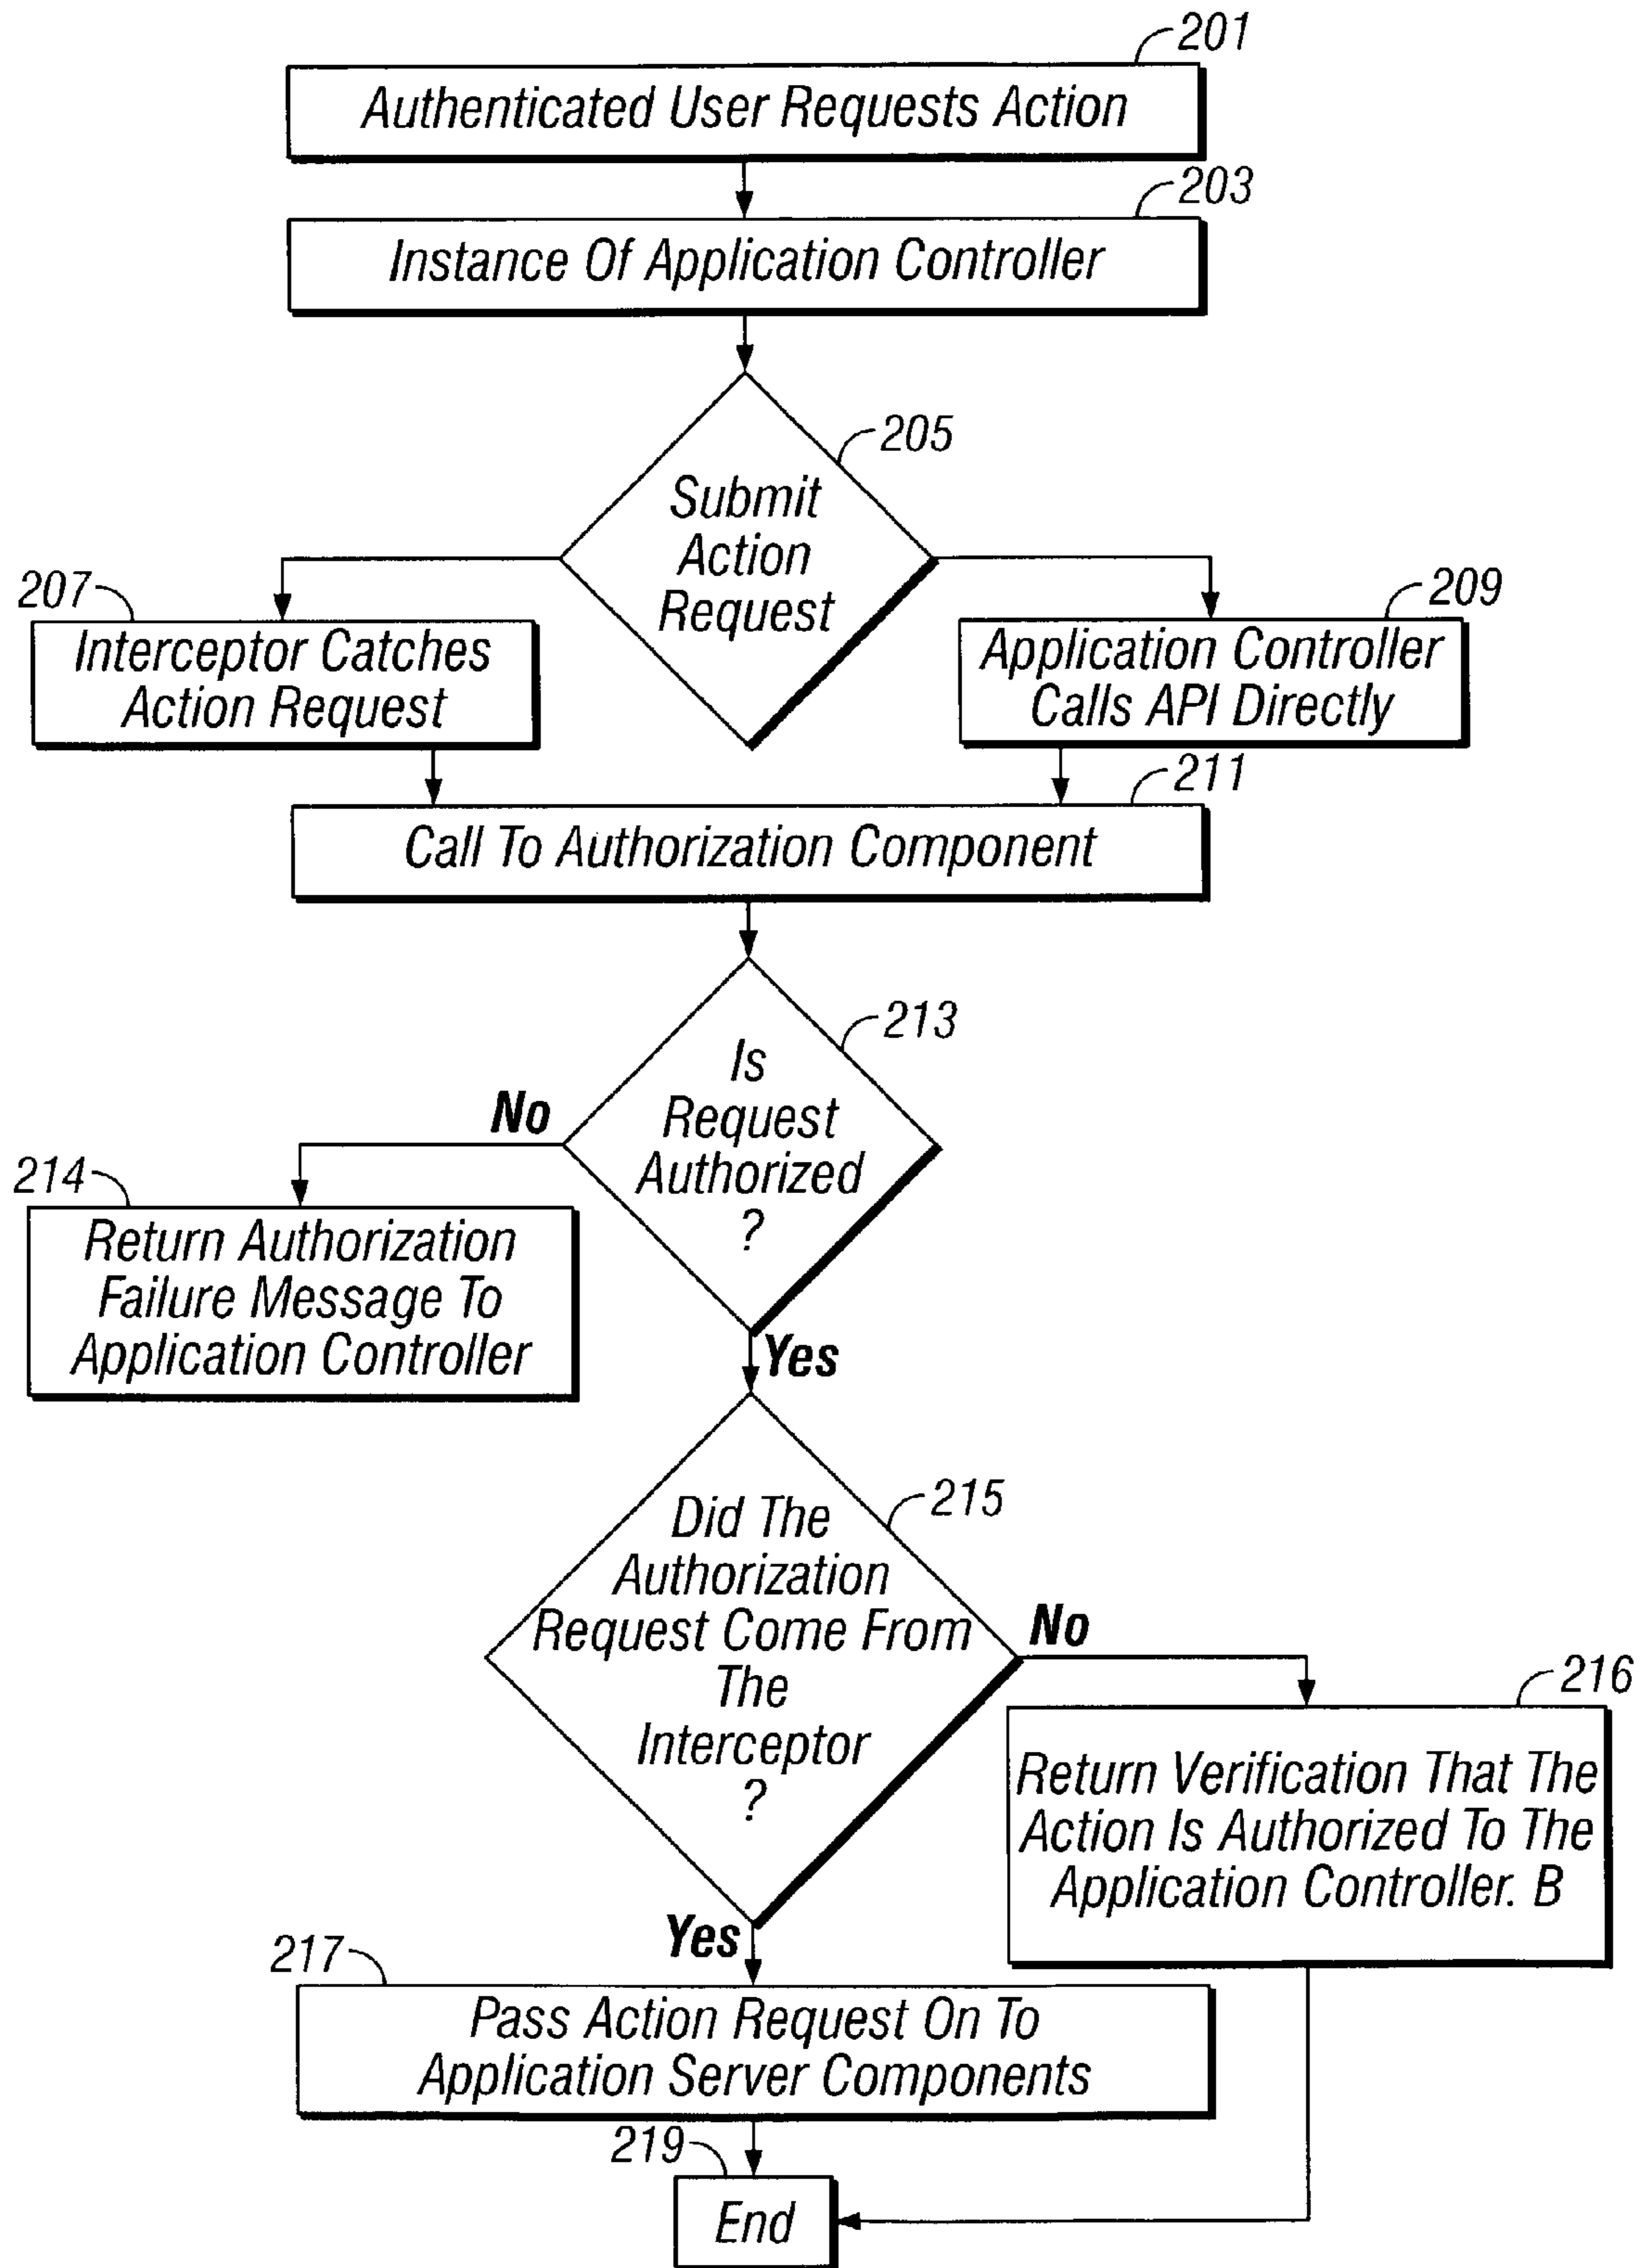 201
Authenticated User Requests Action
203
Instance Of Application Controller
205
Submit
Action
Request
207
Interceptor Catches
Action Request
209
Application Controller
Calls API Directly
211
Call To Authorization Component
213
Is
Request
Authorized
?
No
214
Return Authorization
Failure Message To
Application Controller
Yes
215
Did The
Authorization
Request Come From
The
Interceptor
?
No
216
Return Verification That The
Action Is Authorized To The
Application Controller. B
Yes
217
Pass Action Request On To
Application Server Components
219
End